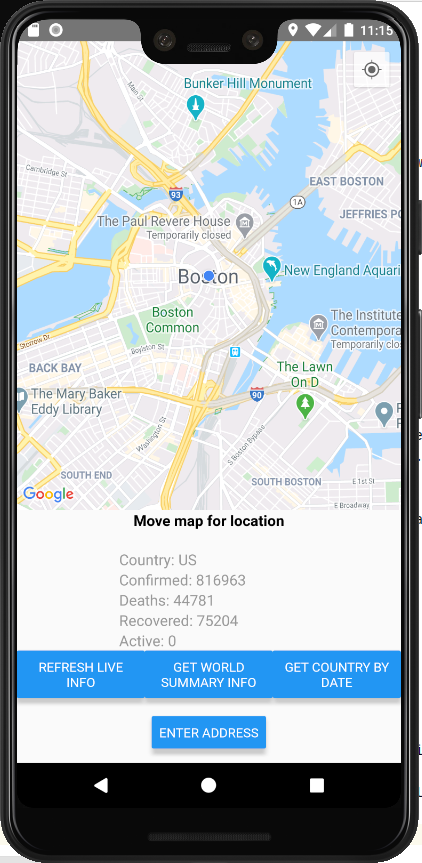 11:15
Bunker Hill Monument
Main St
93
Cambridge St
EAST BOSTON
1A
JEFFRIES PO
The Paul Revere House
Temporarily closed
Boston
New England Aquari
Boston
Common
The Institute
Contempora
Temporarily clos
Storrow Dr
Boylston St
BACK BAY
The Lawn
On D
The Mary Baker
Eddy Library
90
Washington St
S Boston Bypass
SOUTH END
SOUTH BOSTON
E 1st St
E Broadway
Google
Move map for location
Country: US
Confirmed: 816963
Deaths: 44781
Recovered: 75204
Active: 0
REFRESH LIVE
INFO
GET WORLD
SUMMARY INFO
GET COUNTRY BY
DATE
ENTER ADDRESS